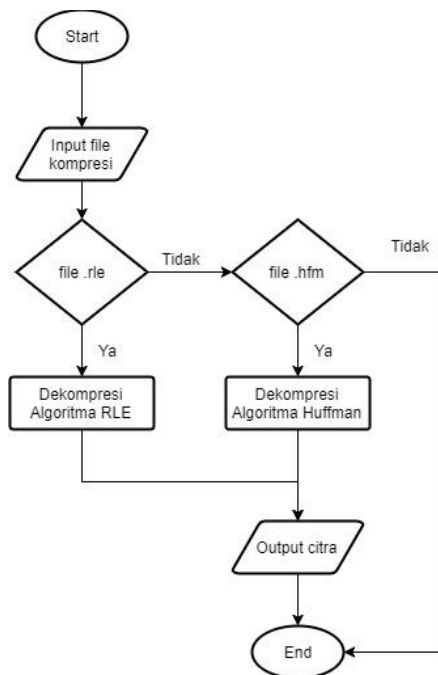 Start
Input file
kompresi
file .rle
Tidak
file .hfm
Tidak
Ya
Ya
Dekompresi
Algoritma RLE
Dekompresi
Algoritma Huffman
Output citra
End